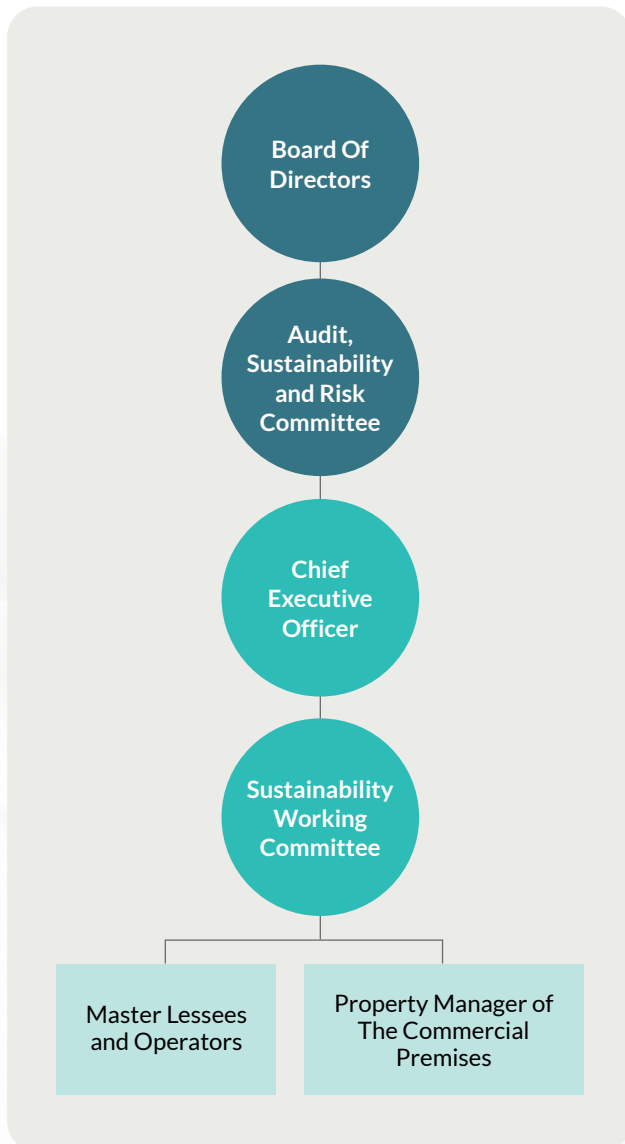 Board Of
Directors
Audit,
Sustainability
and Risk
Committee
Chief
Executive
Officer
Sustainability
Working
Committee
Master Lessees
and Operators
Property Manager of
The Commercial
Premises